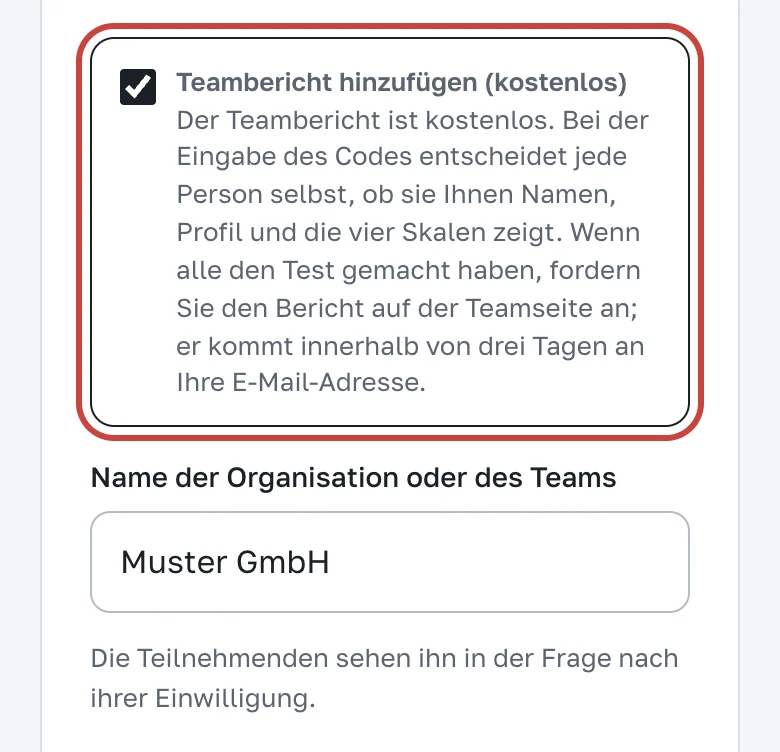 Teambericht hinzufügen (kostenlos)
Der Teambericht ist kostenlos. Bei der
Eingabe des Codes entscheidet jede
Person selbst, ob sie Ihnen Namen,
Profil und die vier Skalen zeigt. Wenn
alle den Test gemacht haben, fordern
Sie den Bericht auf der Teamseite an;
er kommt innerhalb von drei Tagen an
Ihre E-Mail-Adresse.
Name der Organisation oder des Teams
Muster GmbH
Die Teilnehmenden sehen ihn in der Frage nach
ihrer Einwilligung.